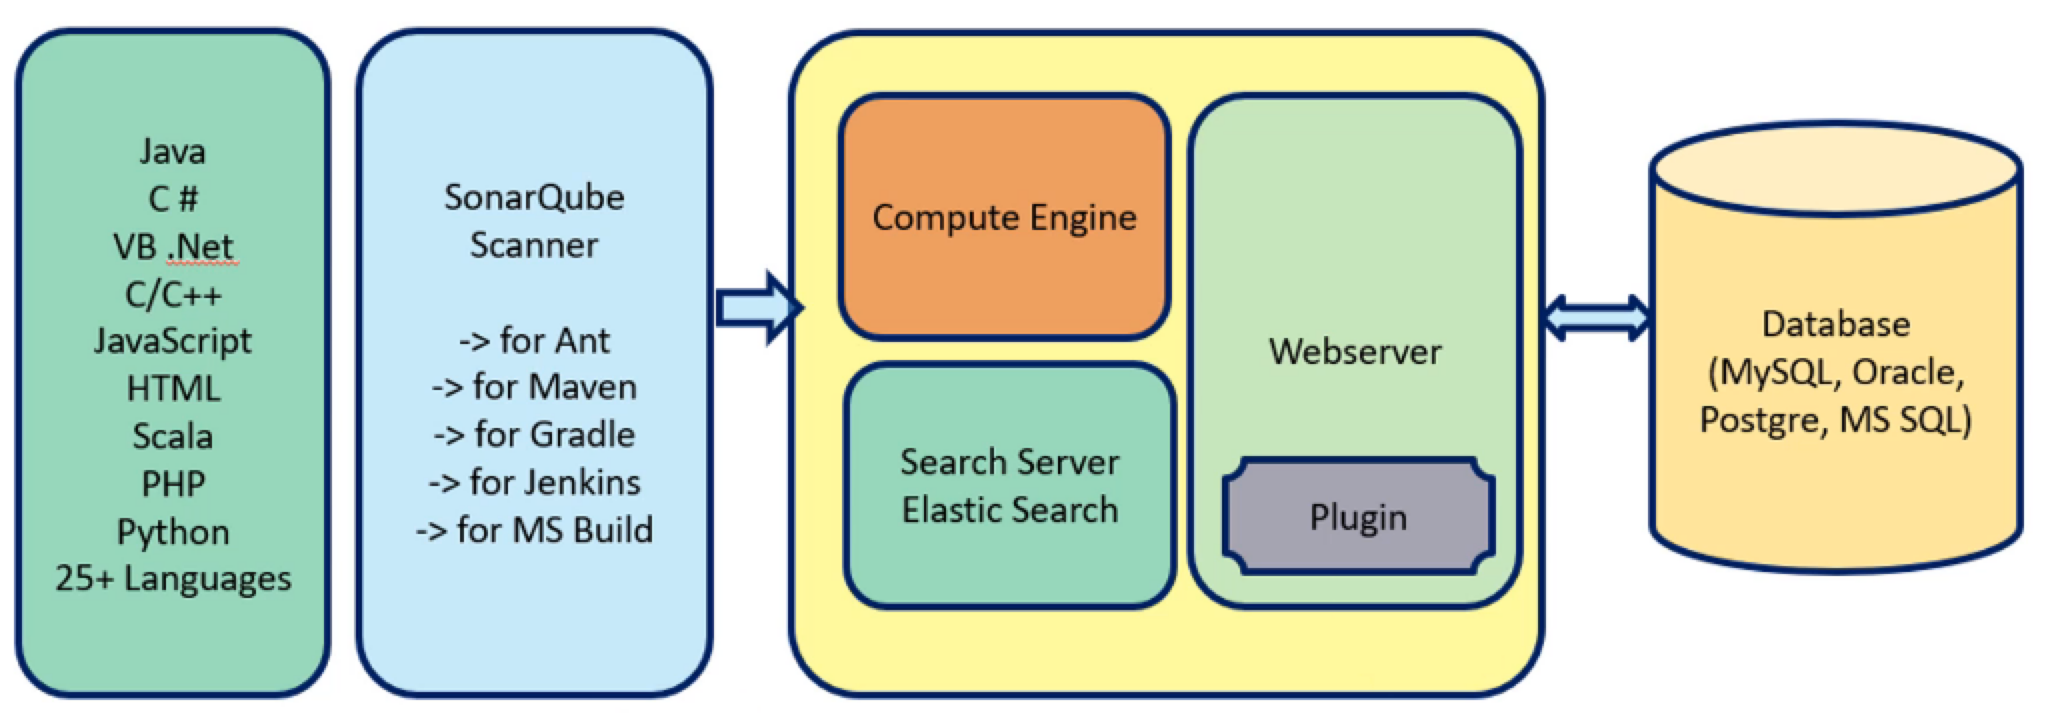 Java
C #
VB .Net
C/C++
JavaScript
HTML
Scala
PHP
Python
25+ Languages
SonarQube
Scanner
-> for Ant
-> for Maven
-> for Gradle
-> for Jenkins
-> for MS Build
Compute Engine
Search Server
Elastic Search
Webserver
Plugin
Database
(MySQL, Oracle,
Postgre, MS SQL)